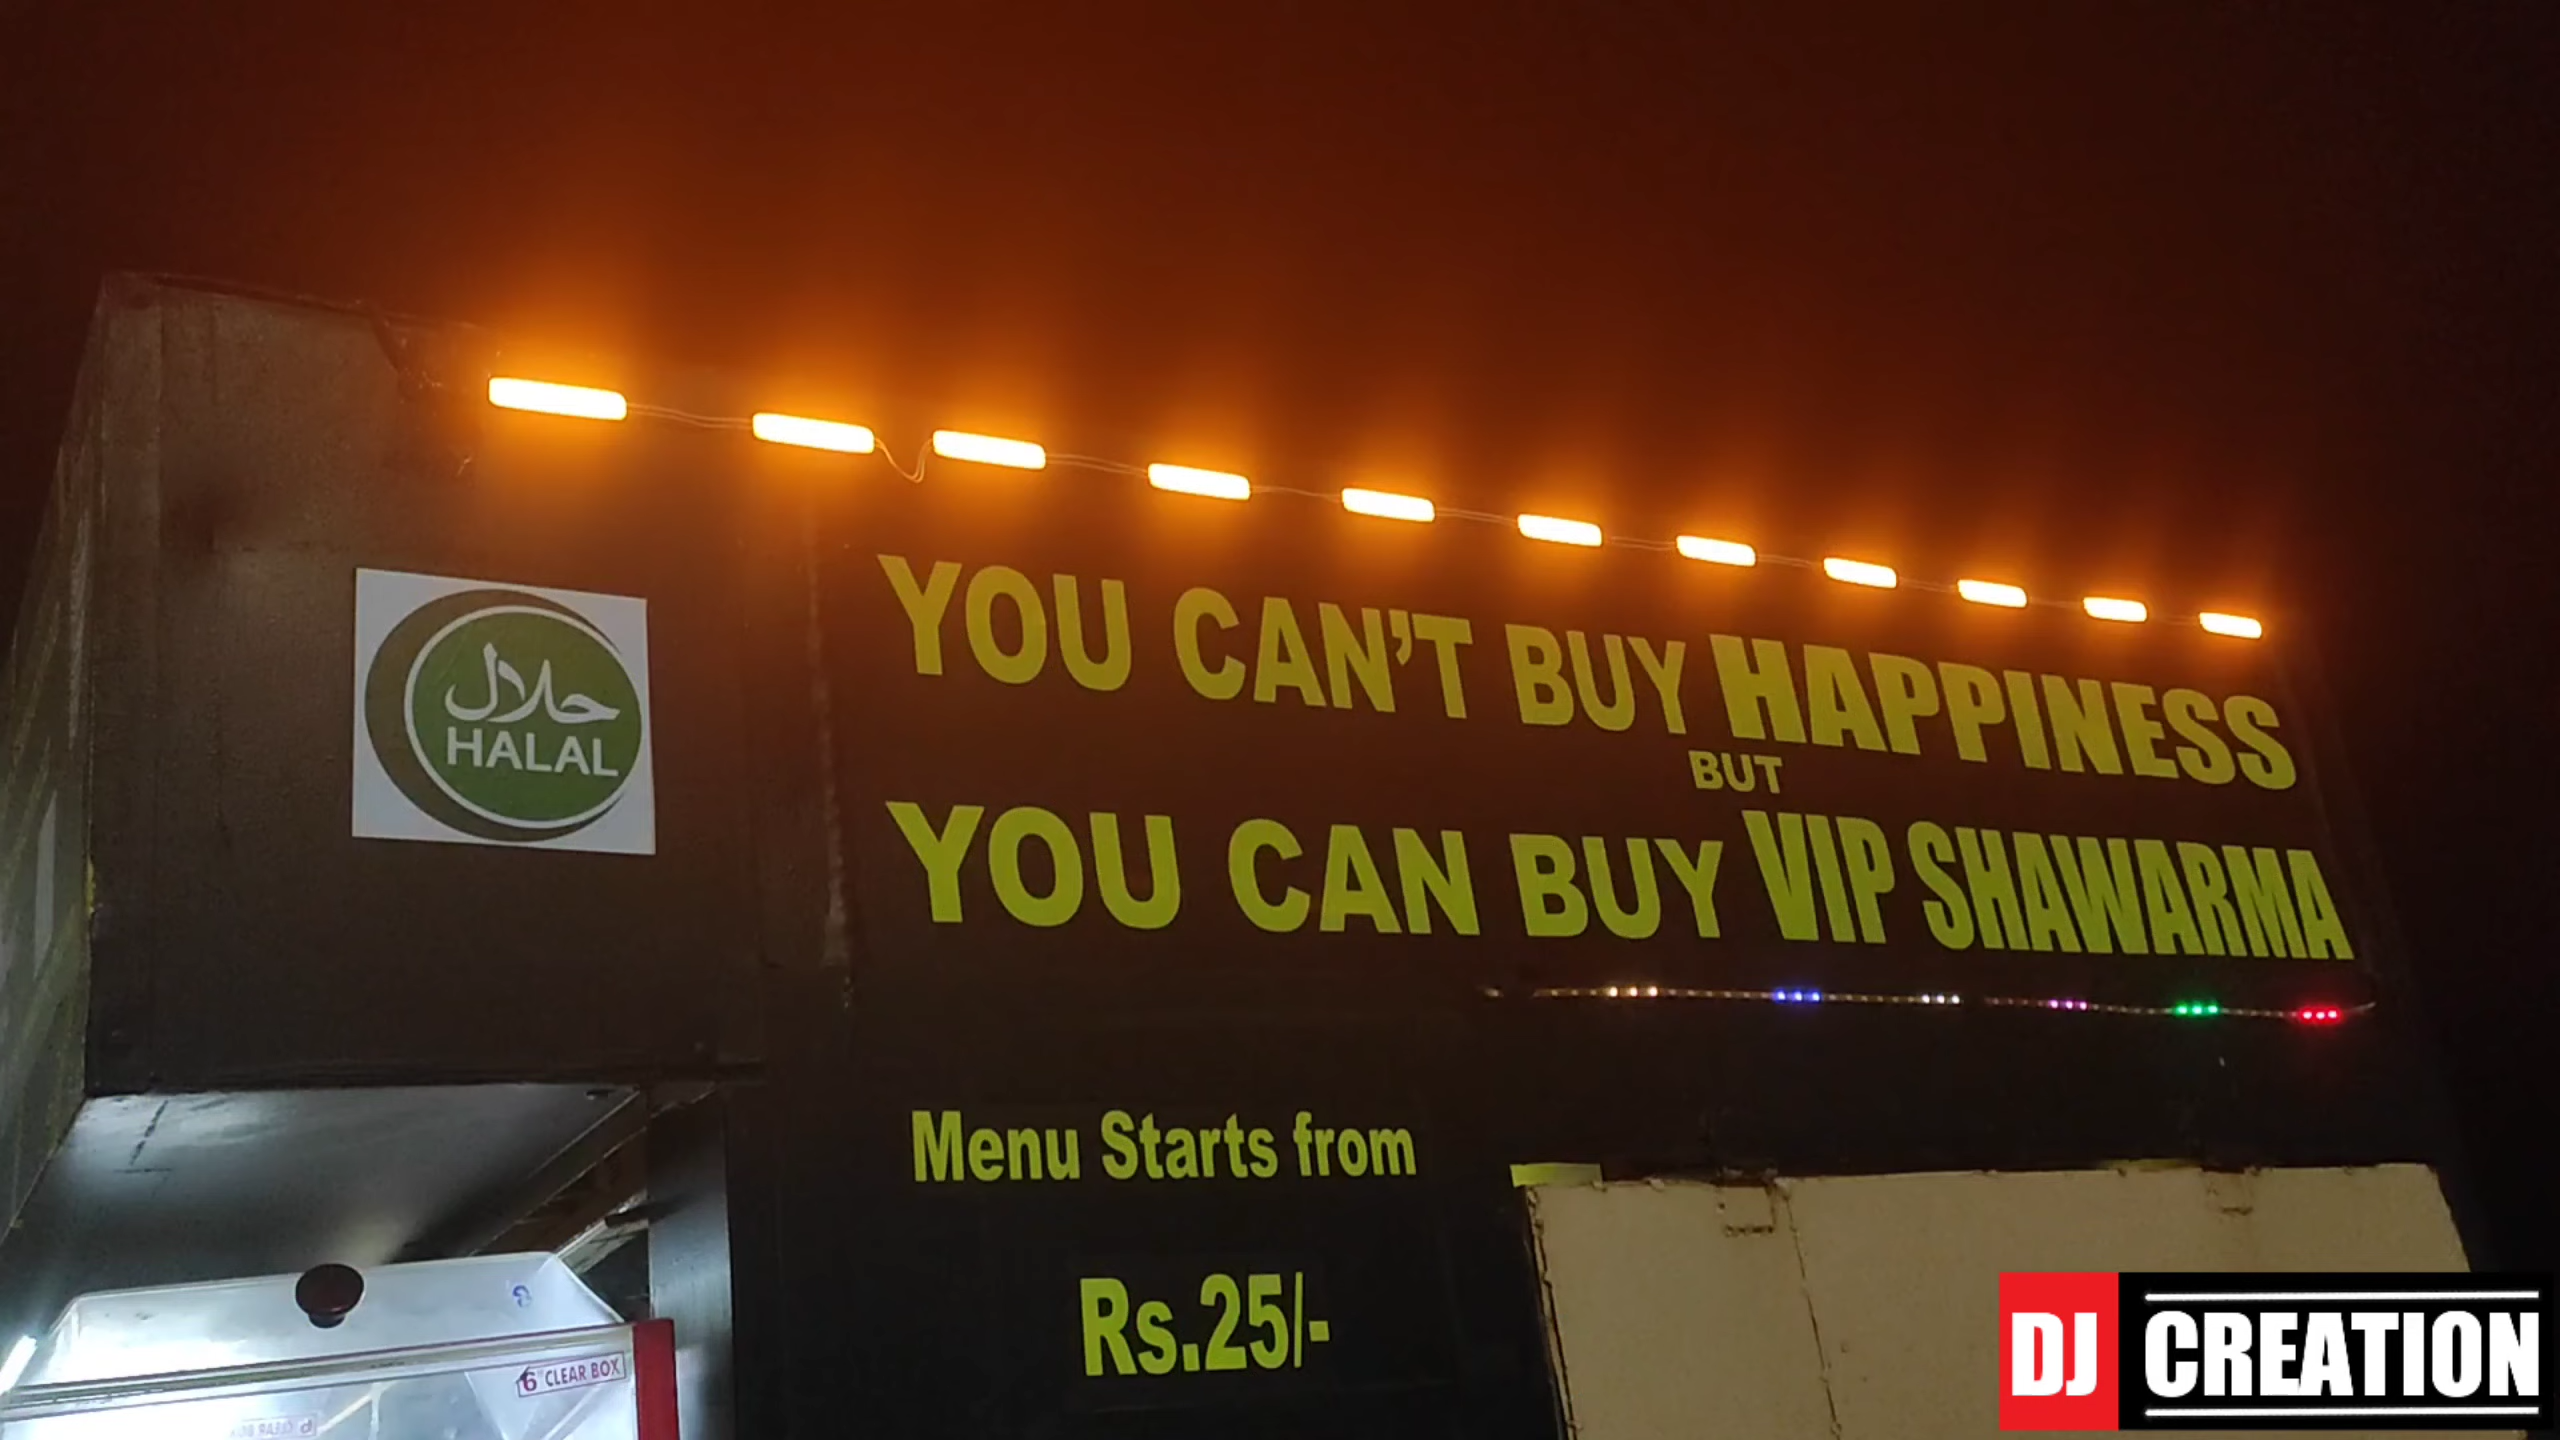 حلال
HALAL
YOU CAN'T BUY HAPPINESS
BUT
YOU CAN BUY VIP SHAWARMA
Menu Starts from
Rs.25/-
6" CLEAR BOX
DJ CREATION